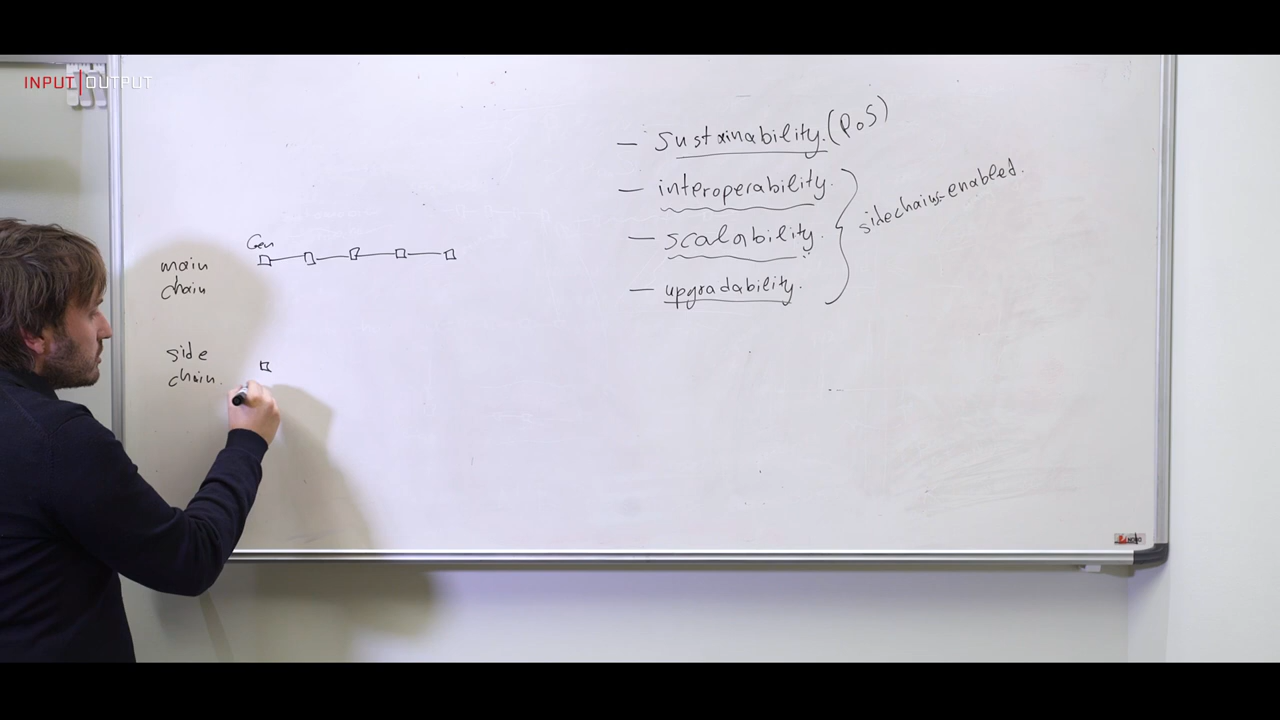 INPUT|OUTPUT
— Sustainability. (PoS)
— interoperability.
— scalability.
— upgradability.
sidechains-enabled.
Gen
main
chain
side
chain.